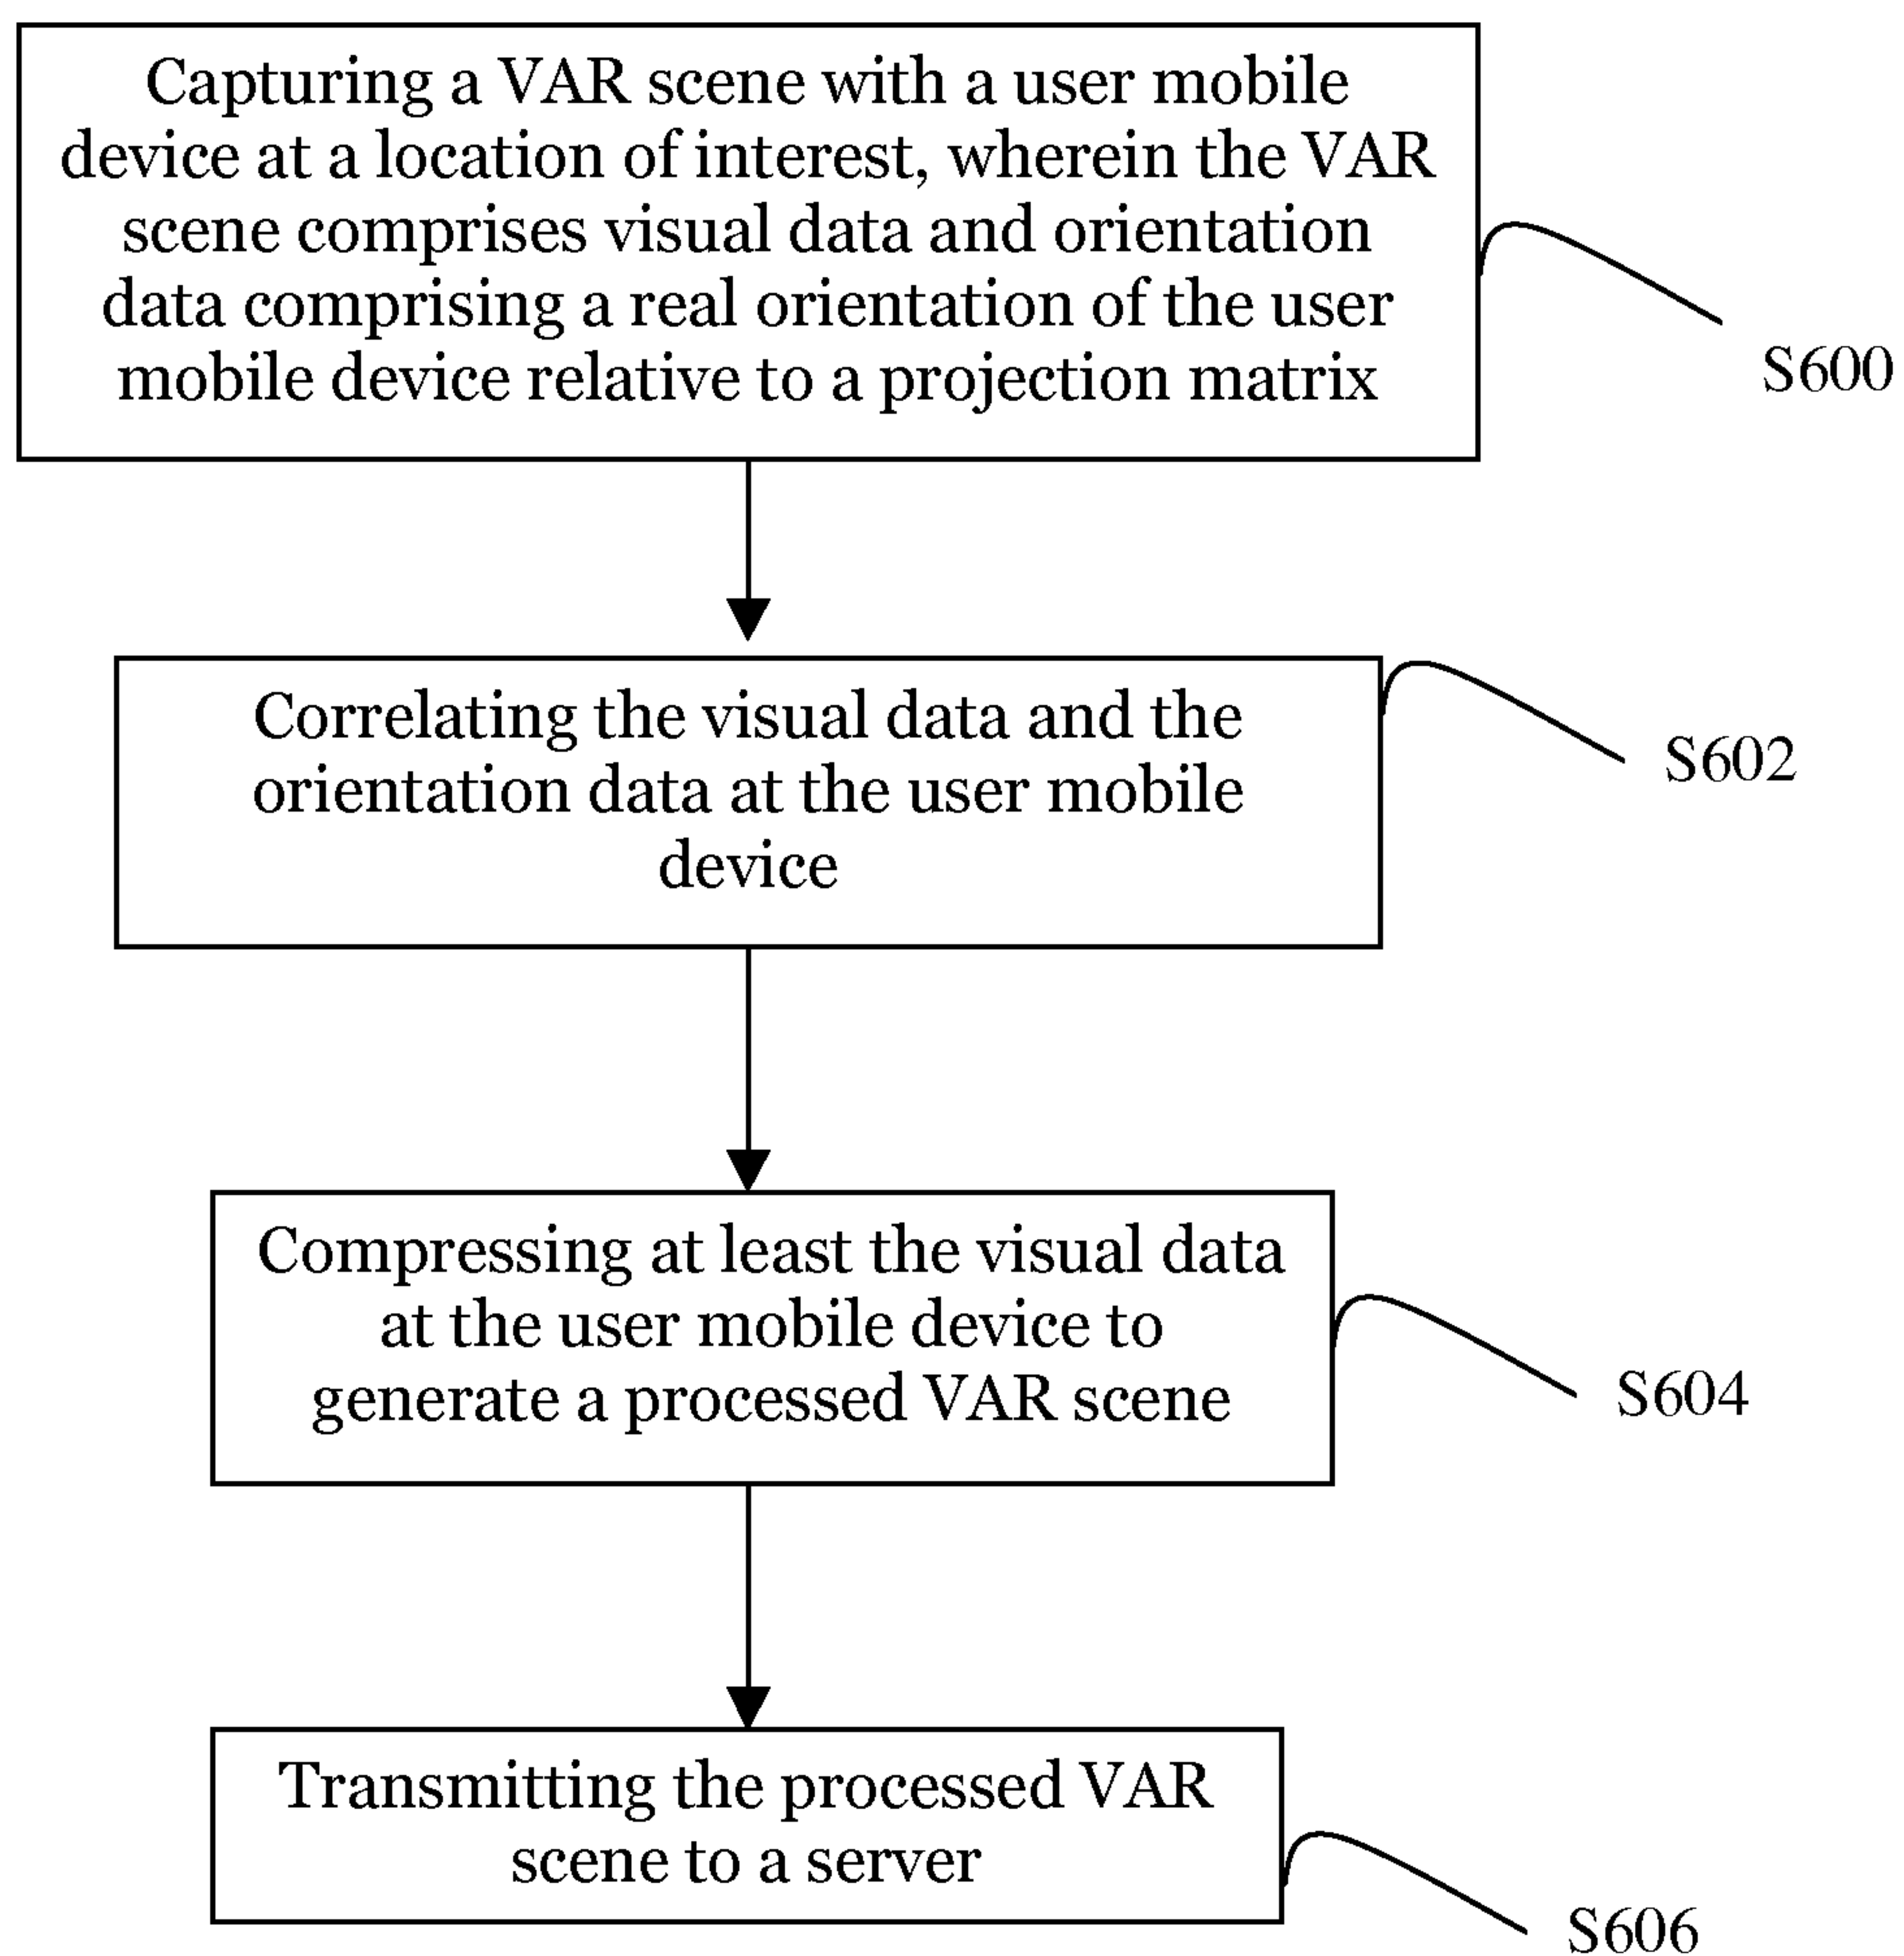 Capturing a VAR scene with a user mobile
device at a location of interest, wherein the VAR
scene comprises visual data and orientation
data comprising a real orientation of the user
mobile device relative to a projection matrix
S600
Correlating the visual data and the
orientation data at the user mobile
device
S602
Compressing at least the visual data
at the user mobile device to
generate a processed VAR scene
S604
Transmitting the processed VAR
scene to a server
S606